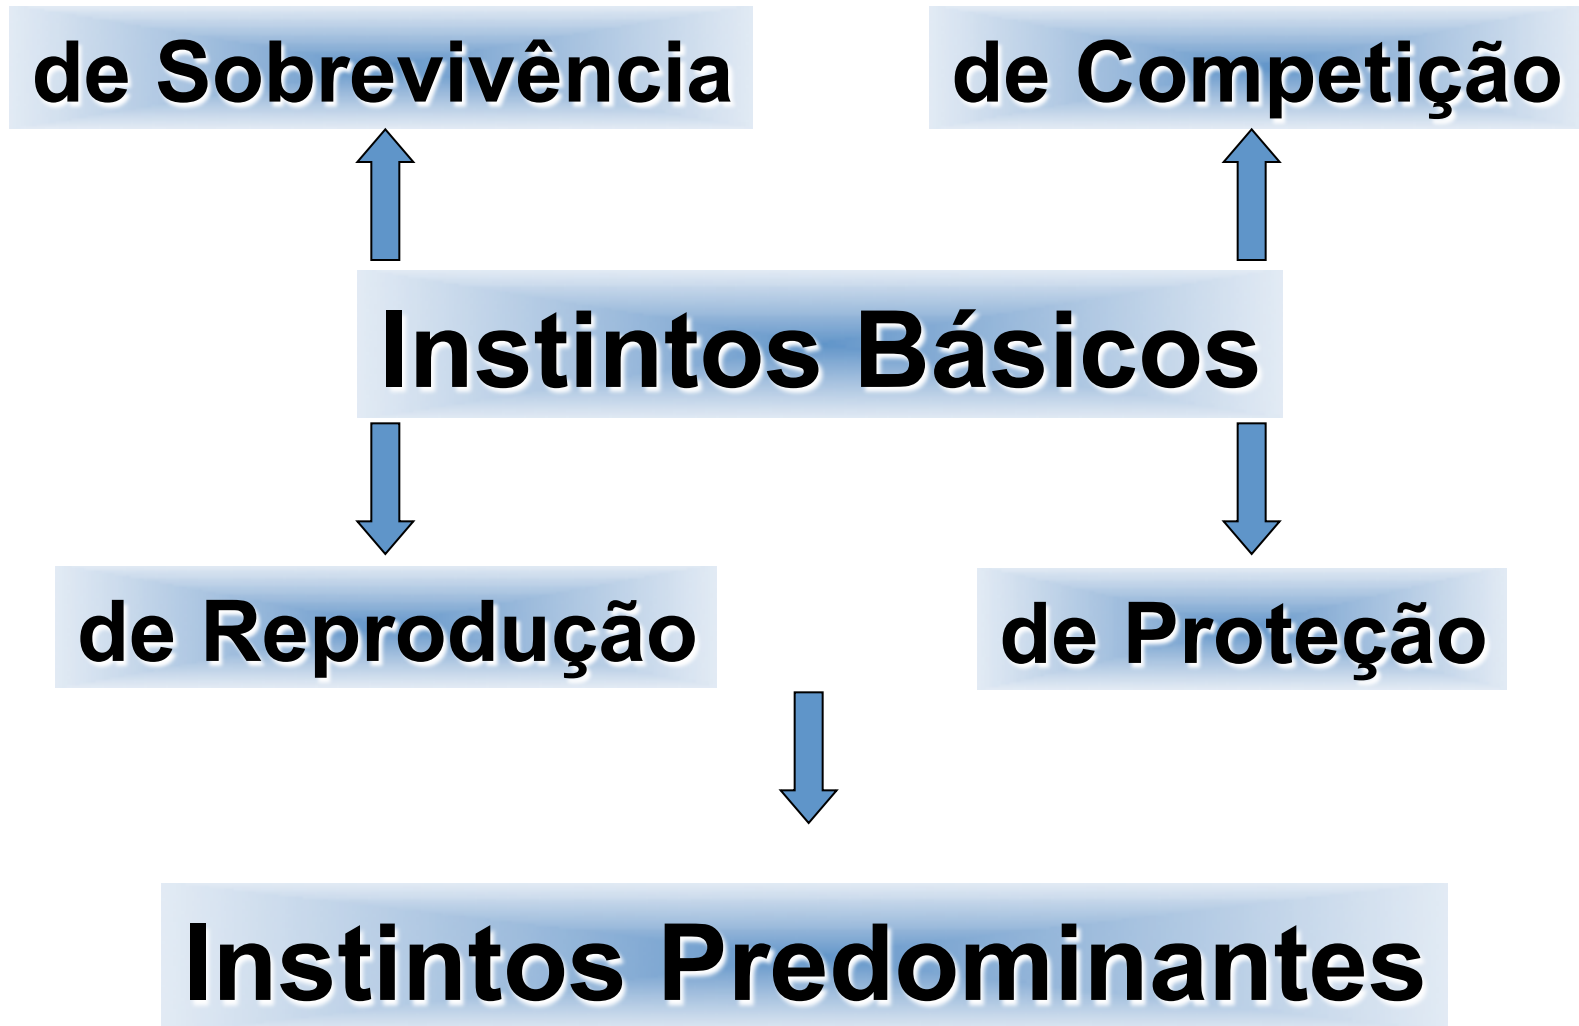 de Sobrevivência
de Competição
Instintos Básicos
de Reprodução
de Proteção
Instintos Predominantes